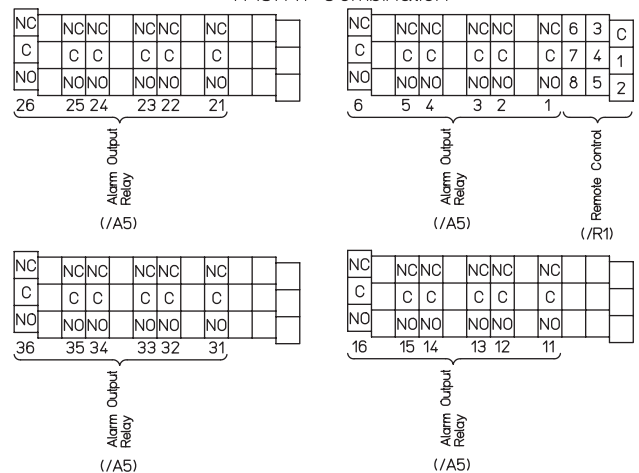 NC NC NC NC NC NC
C C C C C C
NO NO NO NO NO NO
26 25 24 23 22 21
Alarm Output
Relay
(/A5)
NC NC NC NC NC NC 6 3 C
C C C C C C 7 4 1
NO NO NO NO NO NO 8 5 2
6 5 4 3 2 1
Alarm Output
Relay
(/A5)
Remote Control
(/R1)
NC NC NC NC NC NC
C C C C C C
NO NO NO NO NO NO
36 35 34 33 32 31
Alarm Output
Relay
(/A5)
NC NC NC NC NC NC
C C C C C C
NO NO NO NO NO NO
16 15 14 13 12 11
Alarm Output
Relay
(/A5)